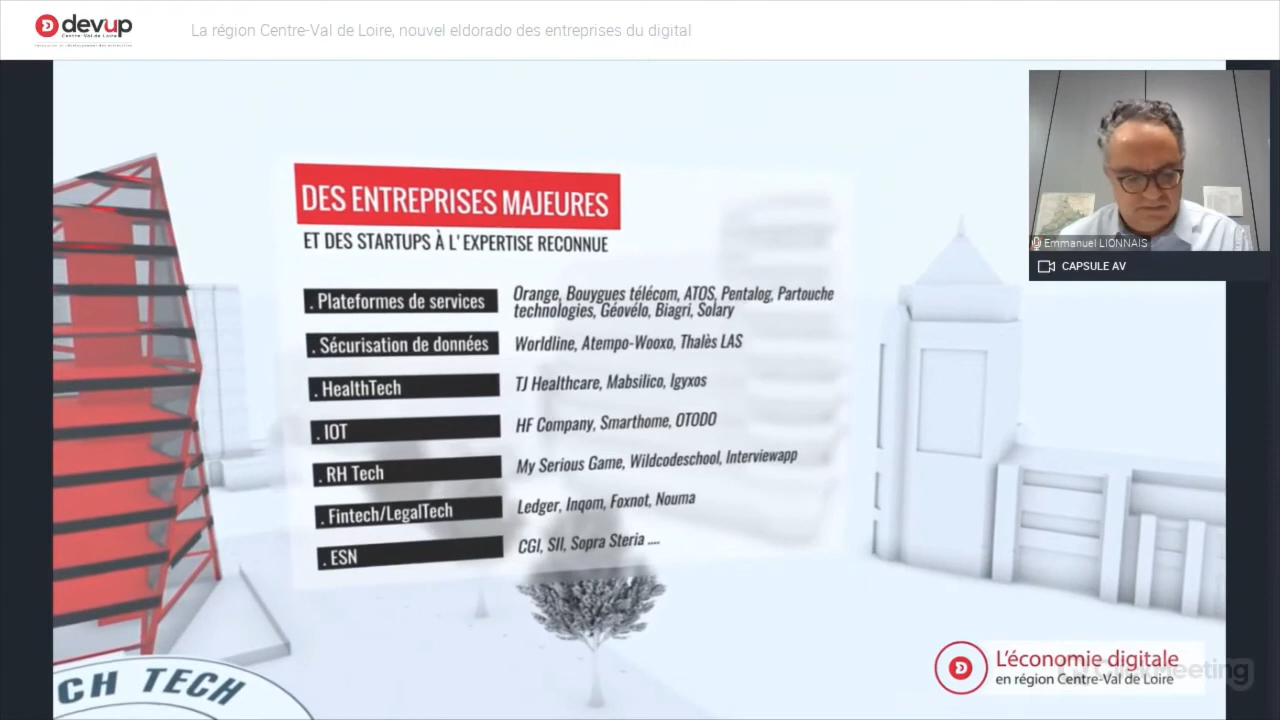 devup
Centre-Val de Loire
La région Centre-Val de Loire, nouvel eldorado des entreprises du digital
Emmanuel LIONNAIS
CAPSULE AV
DES ENTREPRISES MAJEURES
ET DES STARTUPS À L'EXPERTISE RECONNUE
. Plateformes de services
Orange, Bouygues télécom, ATOS, Pentalog, Partouche
technologies, Géovélo, Biagri, Solary
. Sécurisation de données
Worldline, Atempo-Wooxo, Thalès LAS
. HealthTech
TJ Healthcare, Mabsilico, Igyxos
. IOT
HF Company, Smarthome, OTODO
. RH Tech
My Serious Game, Wildcodeschool, Interviewapp
. Fintech/LegalTech
Ledger, Inqom, Foxnot, Nouma
. ESN
CGI, SII, Sopra Steria ....
CH TECH
L'économie digitale
en région Centre-Val de Loire